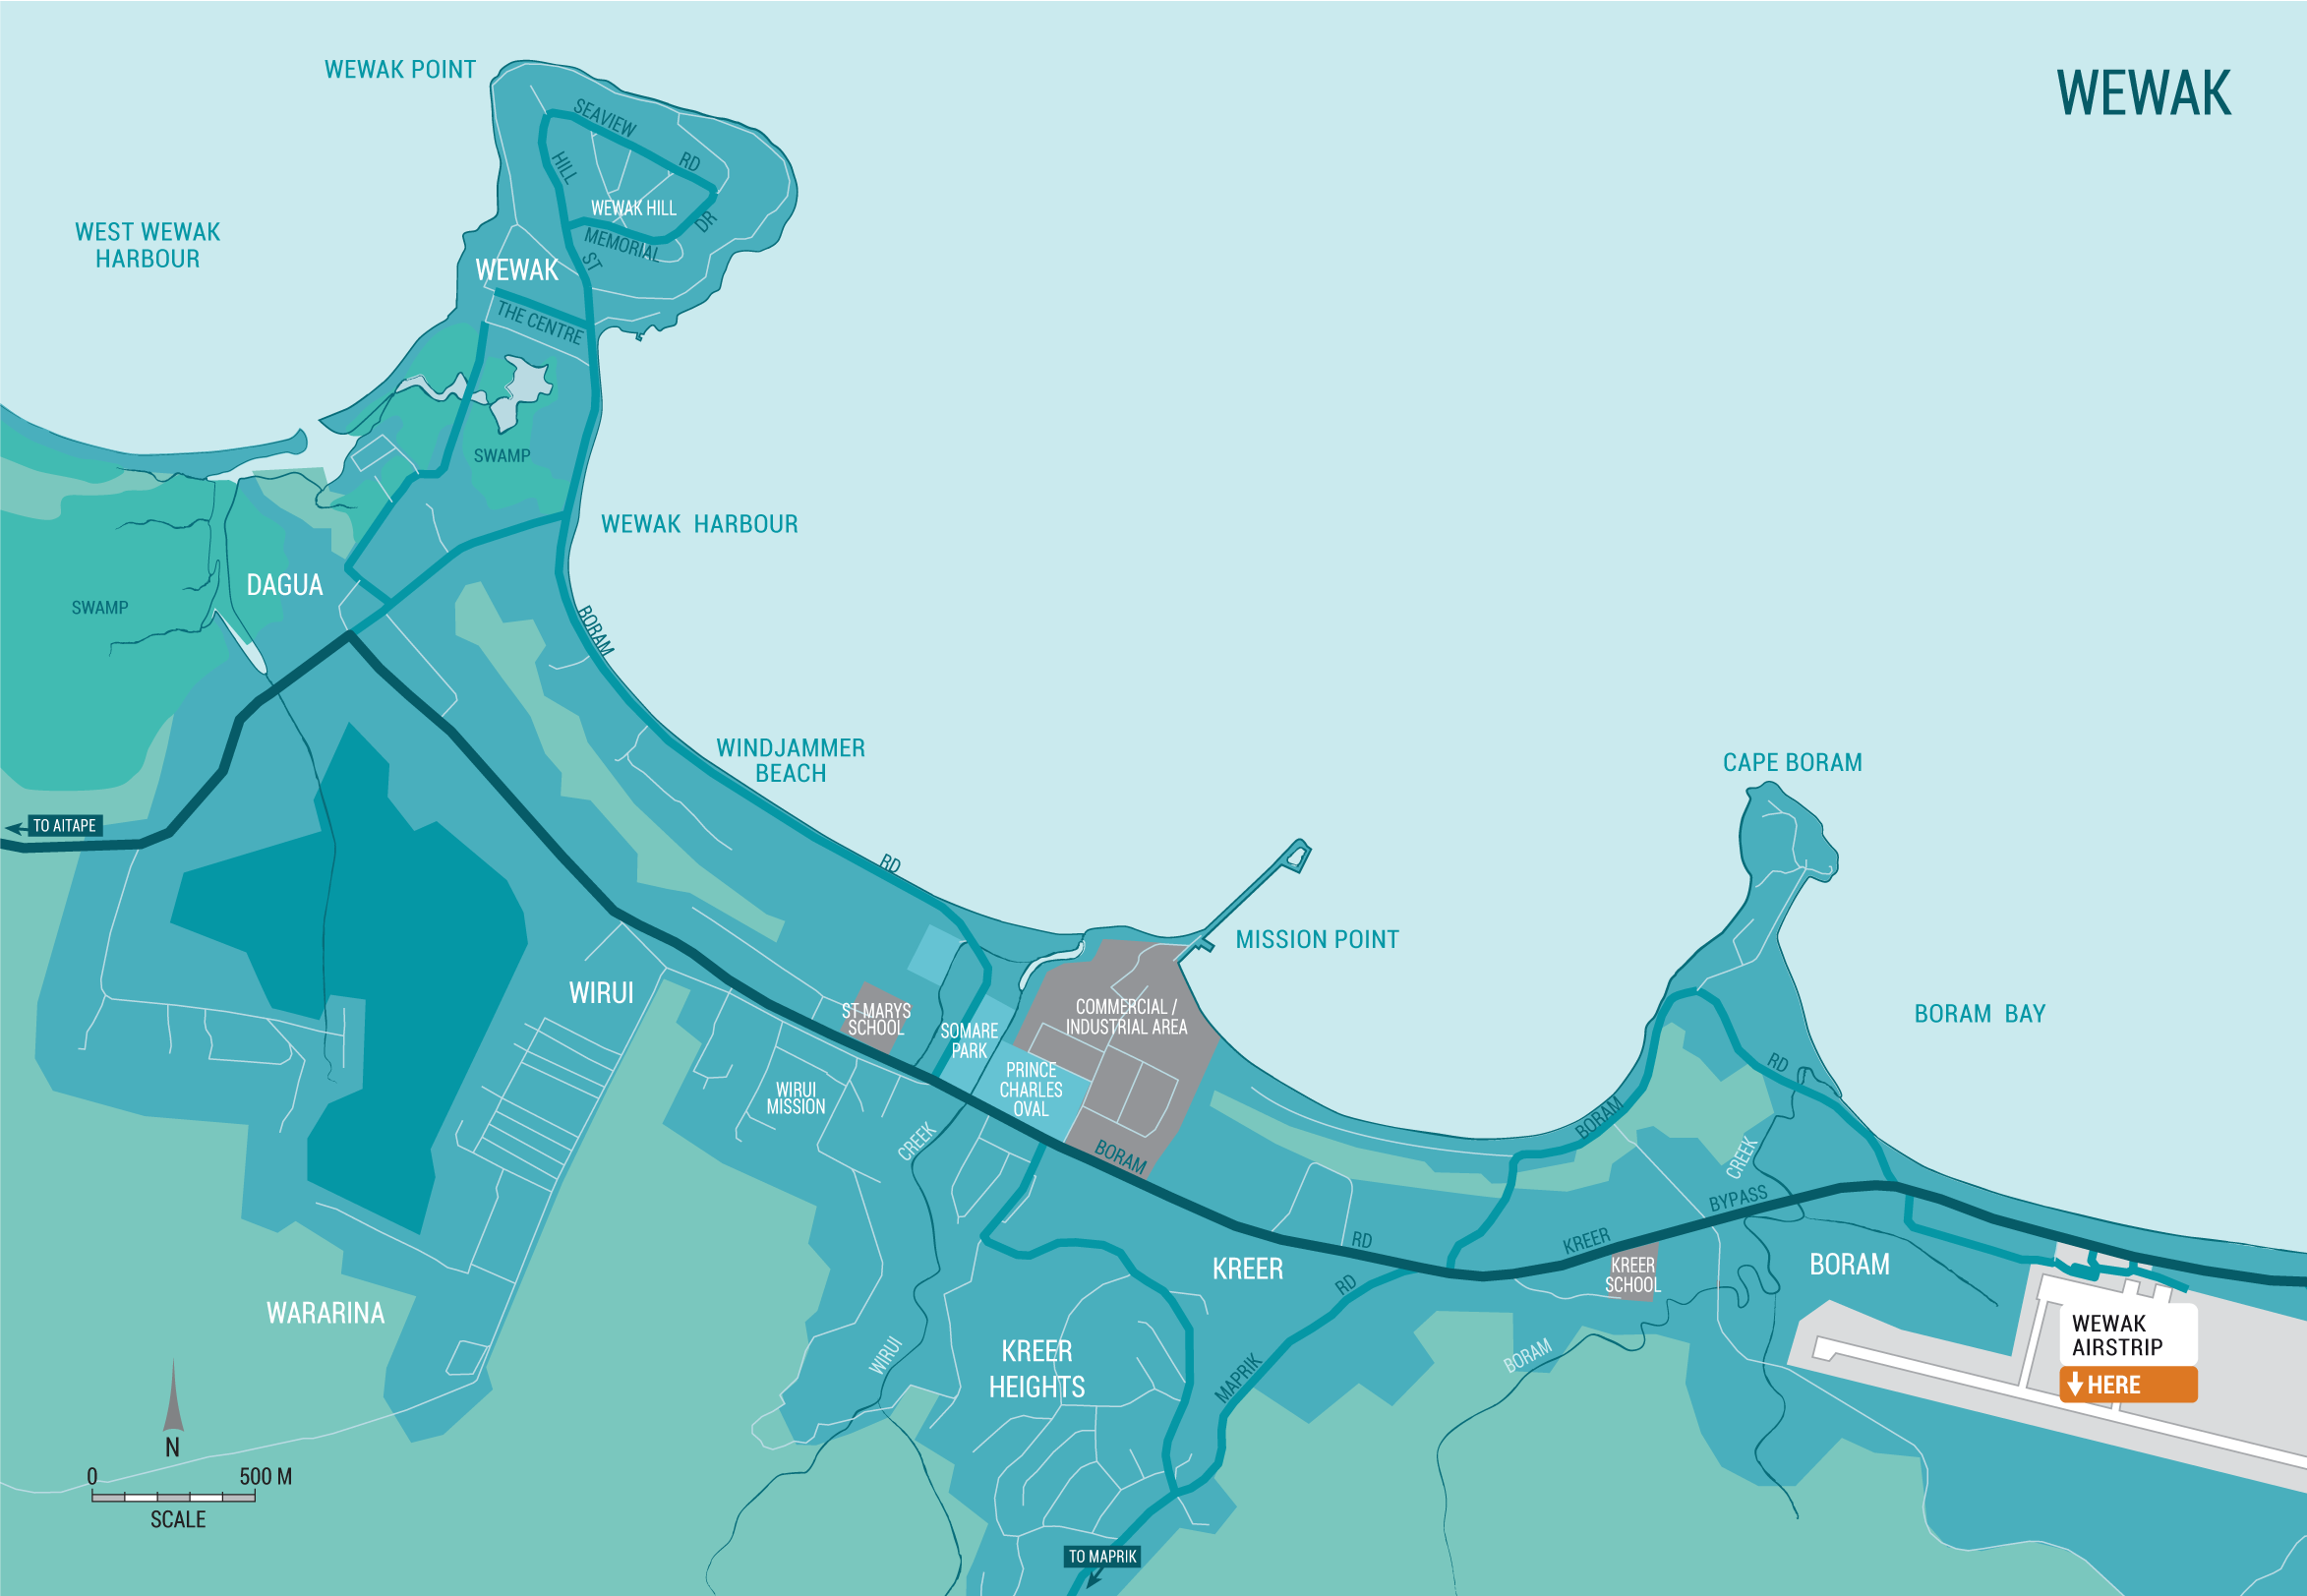 WEWAK
WEWAK POINT
SEAVIEW
RD
HILL
WEWAK HILL
DR
MEMORIAL
ST
WEST WEWAK
HARBOUR
WEWAK
THE CENTRE
SWAMP
WEWAK HARBOUR
DAGUA
SWAMP
BORAM
WINDJAMMER
BEACH
CAPE BORAM
TO AITAPE
RD
MISSION POINT
WIRUI
ST MARYS
SCHOOL
SOMARE
PARK
COMMERCIAL /
INDUSTRIAL AREA
BORAM BAY
PRINCE
CHARLES
OVAL
RD
WIRUI
MISSION
BORAM
CREEK
BORAM
CREEK
BYPASS
KREER
RD
KREER
KREER
SCHOOL
BORAM
RD
WARARINA
WEWAK
AIRSTRIP
HERE
KREER
HEIGHTS
WIRUI
MAPRIK
BORAM
N
0
500 M
SCALE
TO MAPRIK